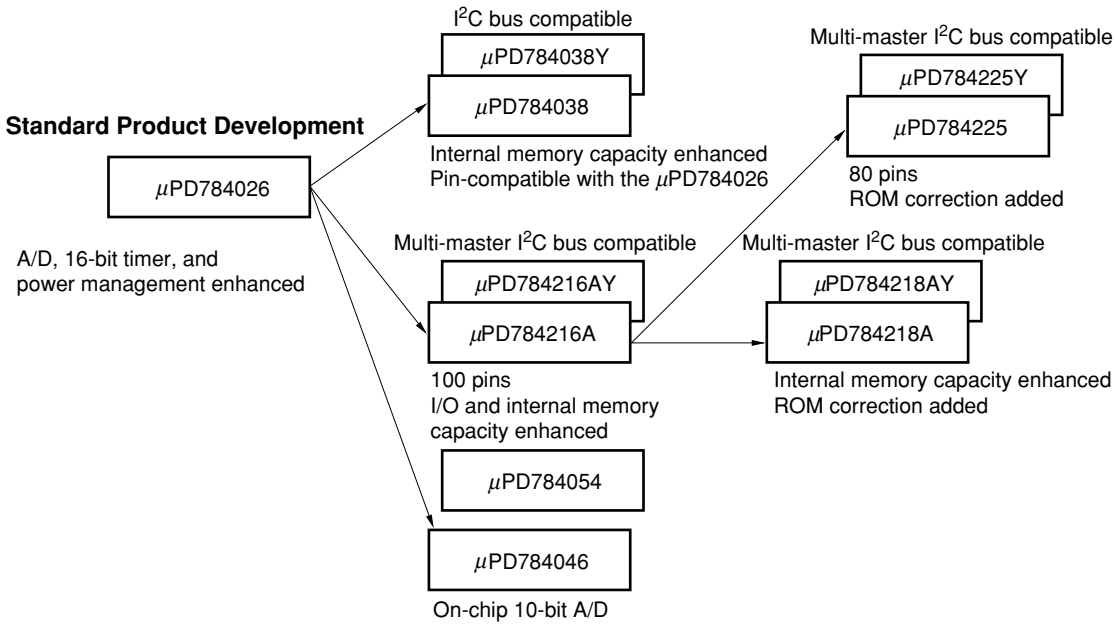 Standard Product Development
μPD784026
A/D, 16-bit timer, and
power management enhanced
I²C bus compatible
μPD784038Y
μPD784038
Internal memory capacity enhanced
Pin-compatible with the μPD784026
Multi-master I²C bus compatible
μPD784216AY
μPD784216A
100 pins
I/O and internal memory
capacity enhanced
μPD784054
μPD784046
On-chip 10-bit A/D
Multi-master I²C bus compatible
μPD784225Y
μPD784225
80 pins
ROM correction added
Multi-master I²C bus compatible
μPD784218AY
μPD784218A
Internal memory capacity enhanced
ROM correction added